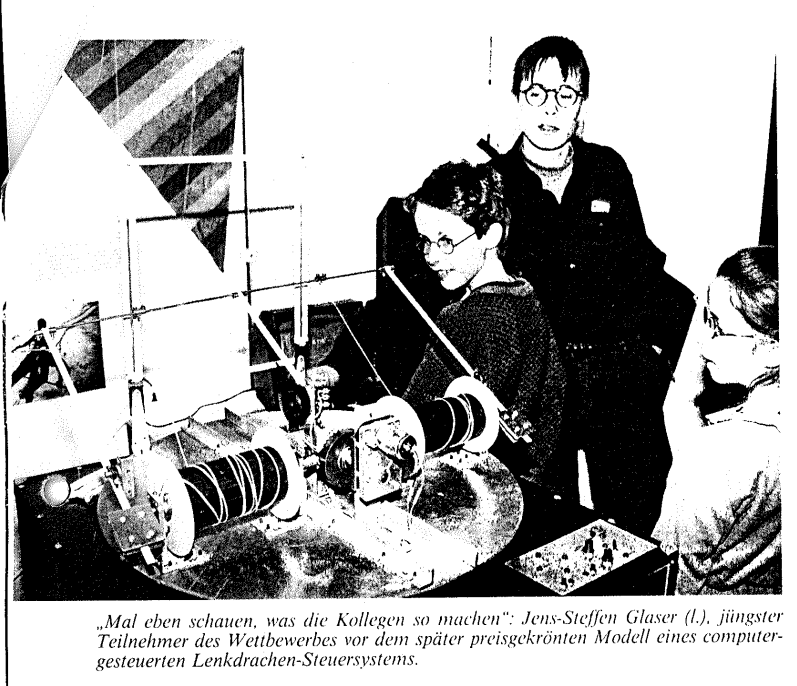 „Mal eben schauen, was die Kollegen so machen“: Jens-Steffen Glaser (l.), jüngster
Teilnehmer des Wettbewerbes vor dem später preisgekrönten Modell eines computer-
gesteuerten Lenkdrachen-Steuersystems.